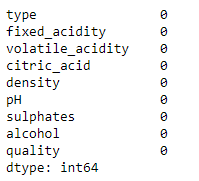 type 0
fixed_acidity 0
volatile_acidity 0
citric_acid 0
density 0
pH 0
sulphates 0
alcohol 0
quality 0
dtype: int64